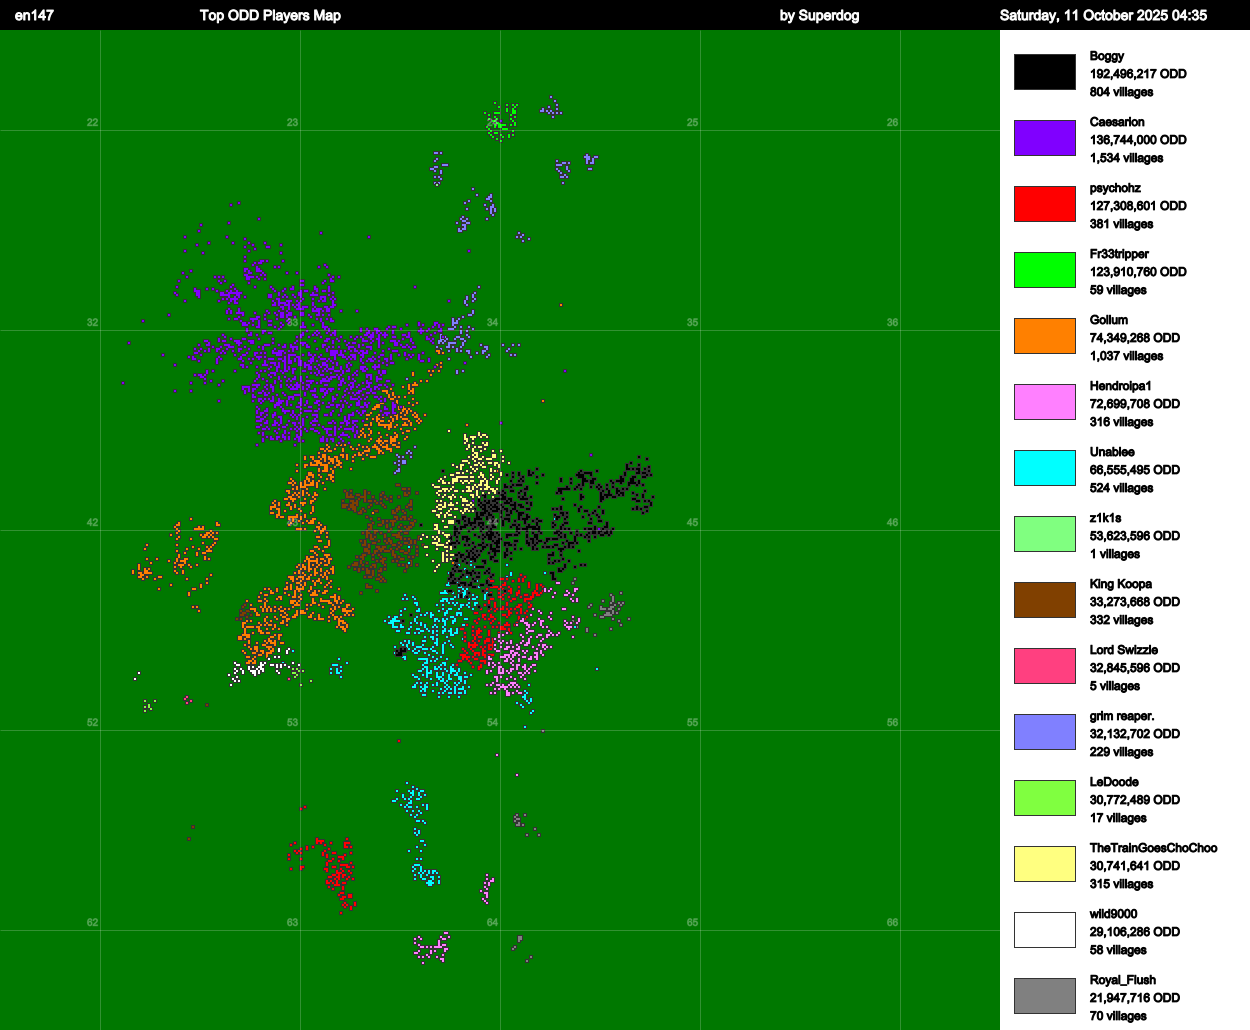 en147 Top ODD Players Map by Superdog Saturday, 11 October 2025 04:35
Boggy
192,496,217 ODD
804 villages
Caesarion
136,744,000 ODD
1,534 villages
psychohz
127,308,601 ODD
381 villages
Fr33tripper
123,910,760 ODD
59 villages
Gollum
74,349,268 ODD
1,037 villages
Hendroipa1
72,699,708 ODD
316 villages
Unablee
66,555,495 ODD
524 villages
z1k1s
53,623,596 ODD
1 villages
King Koopa
33,273,668 ODD
332 villages
Lord Swizzle
32,845,596 ODD
5 villages
grim reaper.
32,132,702 ODD
229 villages
LeDoode
30,772,489 ODD
17 villages
TheTrainGoesChoChoo
30,741,641 ODD
315 villages
wild9000
29,106,286 ODD
58 villages
Royal_Flush
21,947,716 ODD
70 villages
22 23 25 26
32 33 34 35 36
42 44 45 46
52 53 54 55 56
62 63 64 65 66